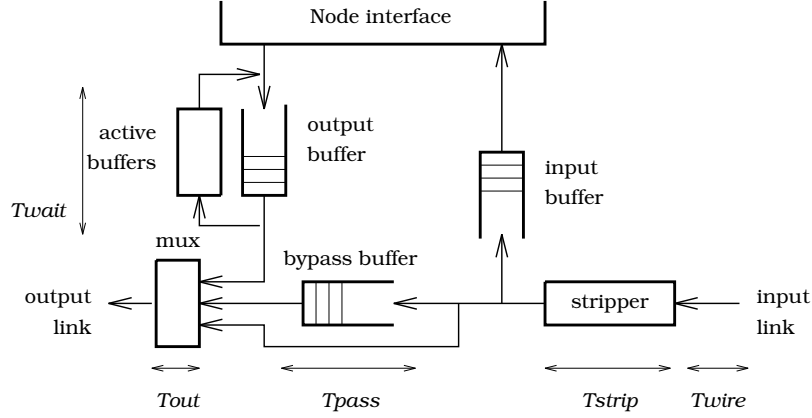 Node interface
active
buffers
output
buffer
input
buffer
Twait
mux
bypass buffer
output
link
stripper
input
link
Tout
Tpass
Tstrip
Twire